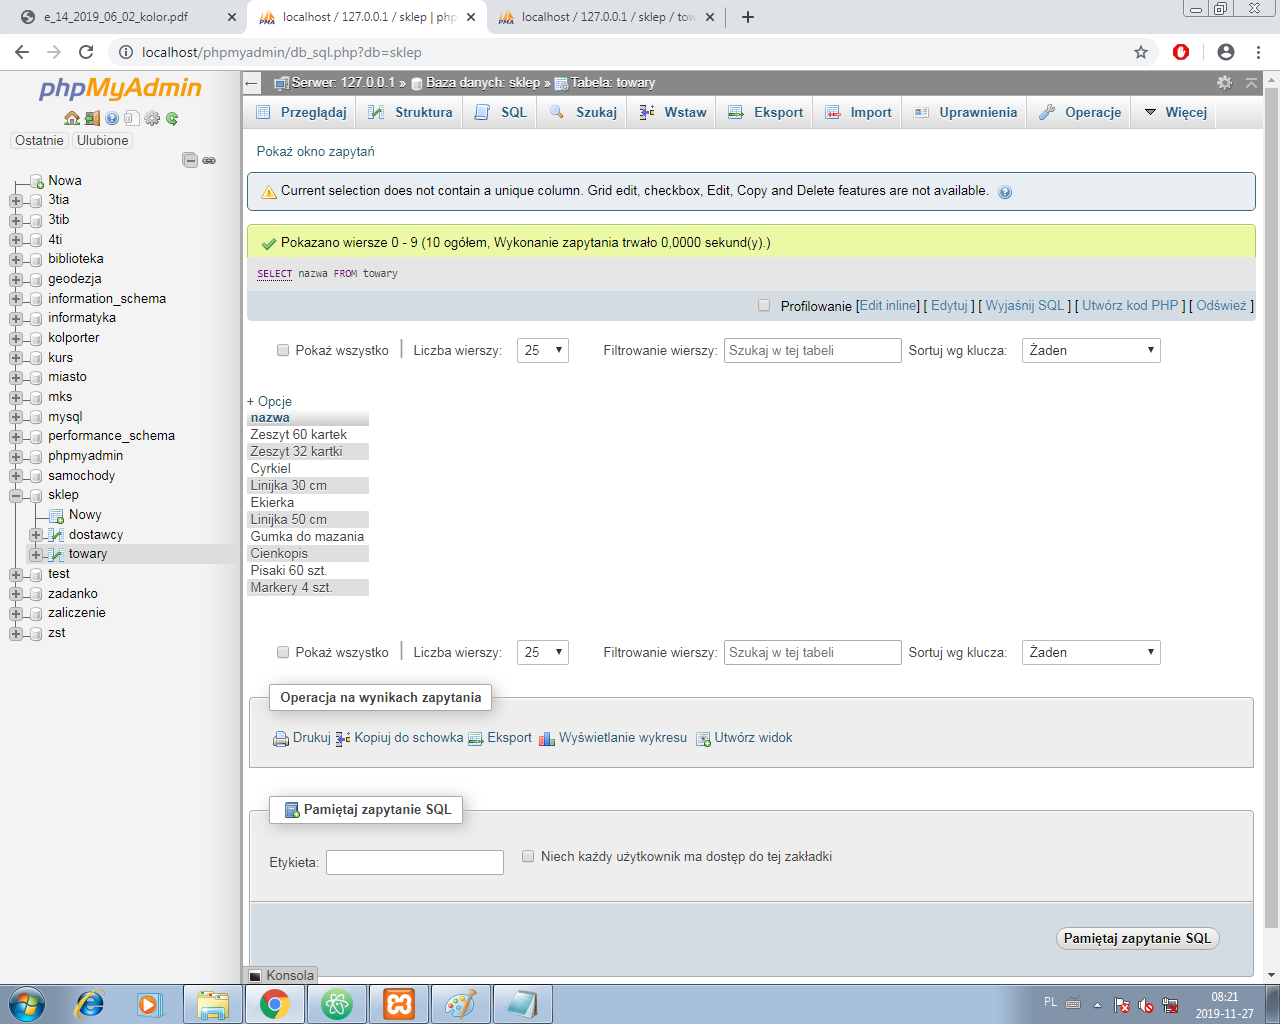 e_14_2019_06_02_kolor.pdf
localhost / 127.0.0.1 / sklep | php
localhost / 127.0.0.1 / sklep / tow
localhost/phpmyadmin/db_sql.php?db=sklep
phpMyAdmin
Ostatnie
Ulubione
Nowa
3tia
3tib
4ti
biblioteka
geodezja
information_schema
informatyka
kolporter
kurs
miasto
mks
mysql
performance_schema
phpmyadmin
samochody
sklep
Nowy
dostawcy
towary
test
zadanko
zaliczenie
zst
Serwer: 127.0.0.1 » Baza danych: sklep » Tabela: towary
Przeglądaj Struktura SQL Szukaj Wstaw Eksport Import Uprawnienia Operacje Więcej
Pokaż okno zapytań
Current selection does not contain a unique column. Grid edit, checkbox, Edit, Copy and Delete features are not available.
Pokazano wiersze 0 - 9 (10 ogółem, Wykonanie zapytania trwało 0,0000 sekund(y).)
SELECT nazwa FROM towary
Profilowanie [Edit inline] [ Edytuj ] [ Wyjaśnij SQL ] [ Utwórz kod PHP ] [ Odśwież ]
Pokaż wszystko | Liczba wierszy: 25 Filtrowanie wierszy: Szukaj w tej tabeli Sortuj wg klucza: Żaden
+ Opcje
nazwa
Zeszyt 60 kartek
Zeszyt 32 kartki
Cyrkiel
Linijka 30 cm
Ekierka
Linijka 50 cm
Gumka do mazania
Cienkopis
Pisaki 60 szt.
Markery 4 szt.
Pokaż wszystko | Liczba wierszy: 25 Filtrowanie wierszy: Szukaj w tej tabeli Sortuj wg klucza: Żaden
Operacja na wynikach zapytania
Drukuj Kopiuj do schowka Eksport Wyświetlanie wykresu Utwórz widok
Pamiętaj zapytanie SQL
Etykieta: Niech każdy użytkownik ma dostęp do tej zakładki
Pamiętaj zapytanie SQL
Konsola
PL
08:21
2019-11-27